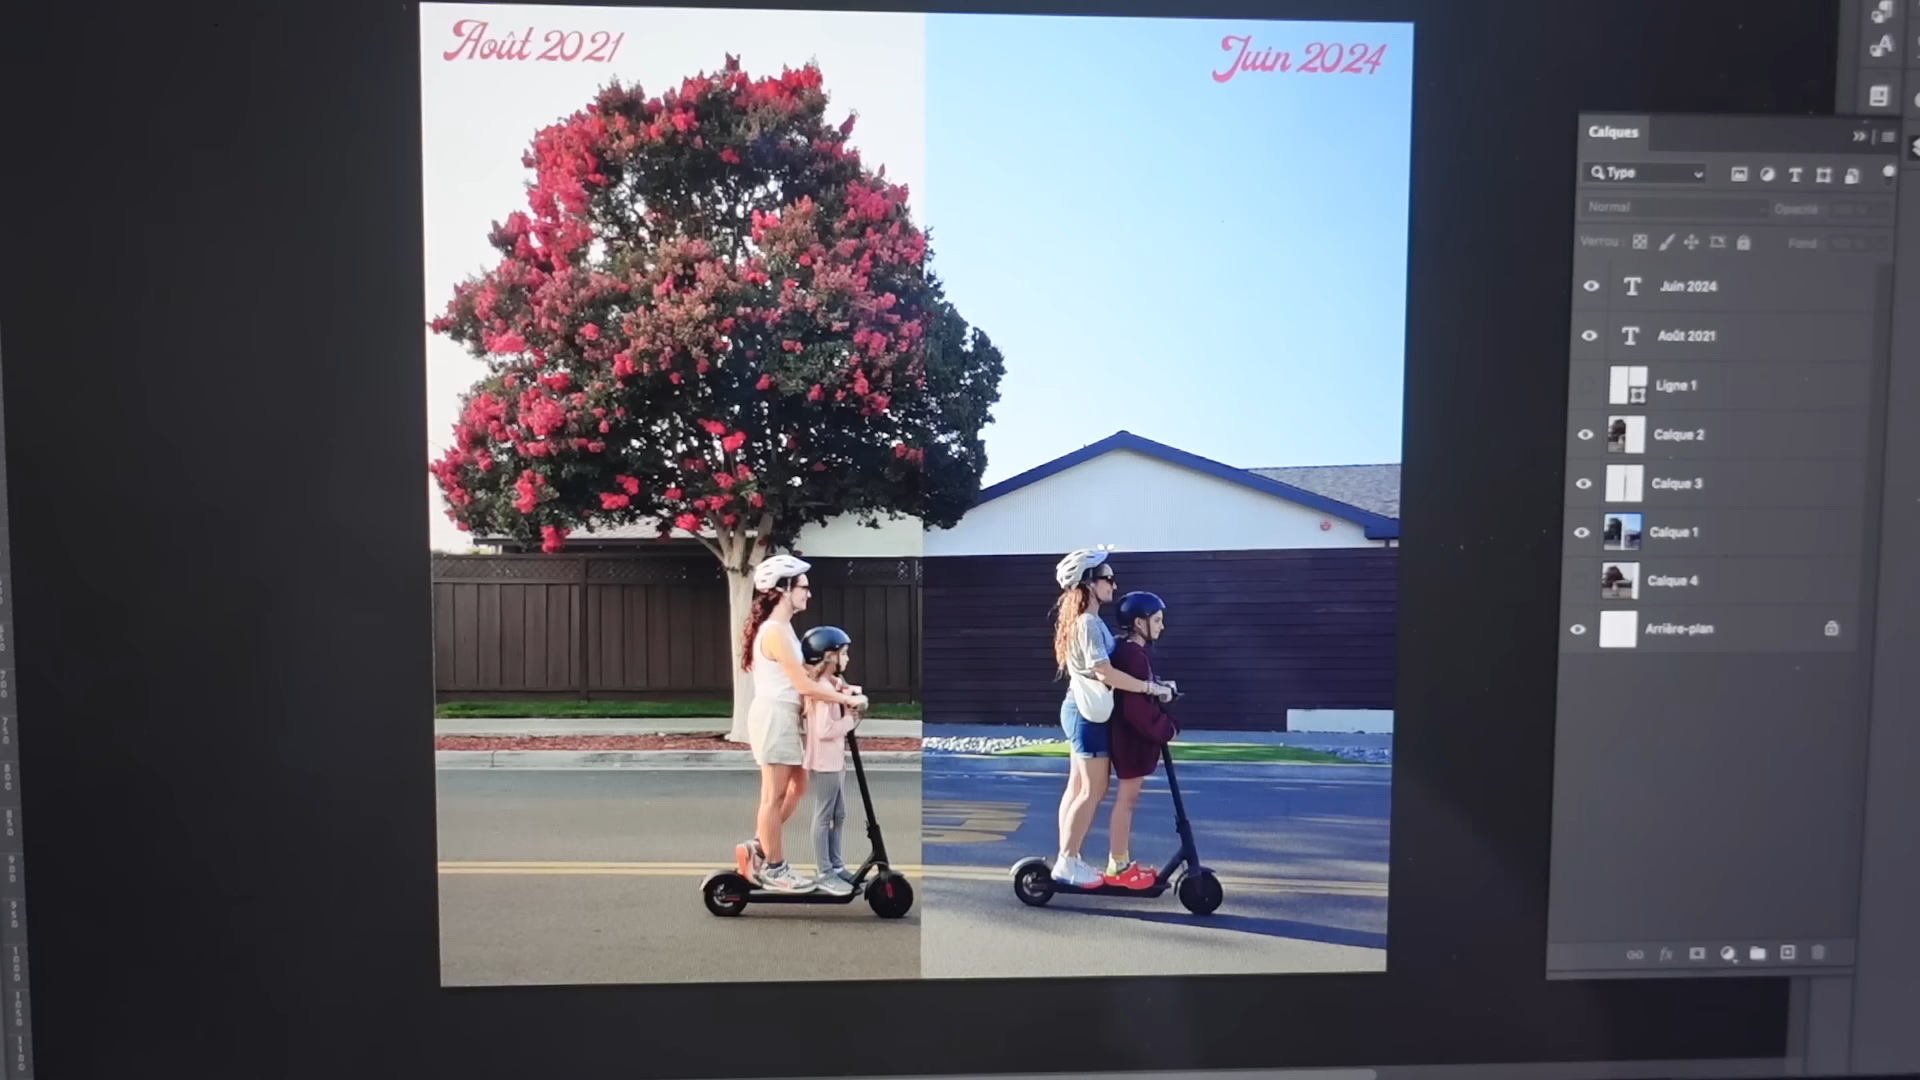 Août 2021
Juin 2024
Calques
Type
Normal
Opacité :
Verrou :
Fond :
Juin 2024
Août 2021
Ligne 1
Calque 2
Calque 3
Calque 1
Calque 4
Arrière-plan